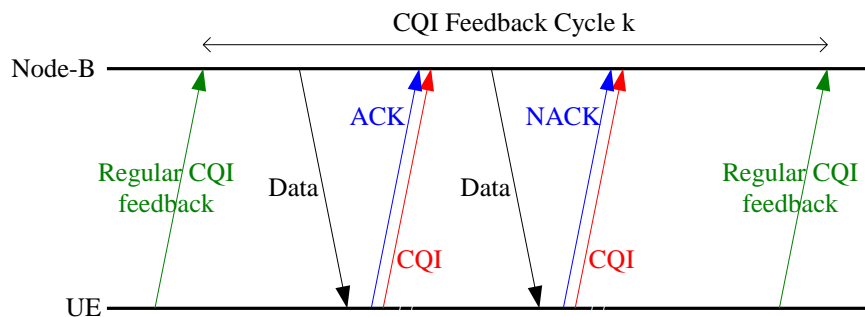 CQI Feedback Cycle k
Node-B
ACK
NACK
Regular CQI
feedback
Data
Data
Regular CQI
feedback
CQI
CQI
UE